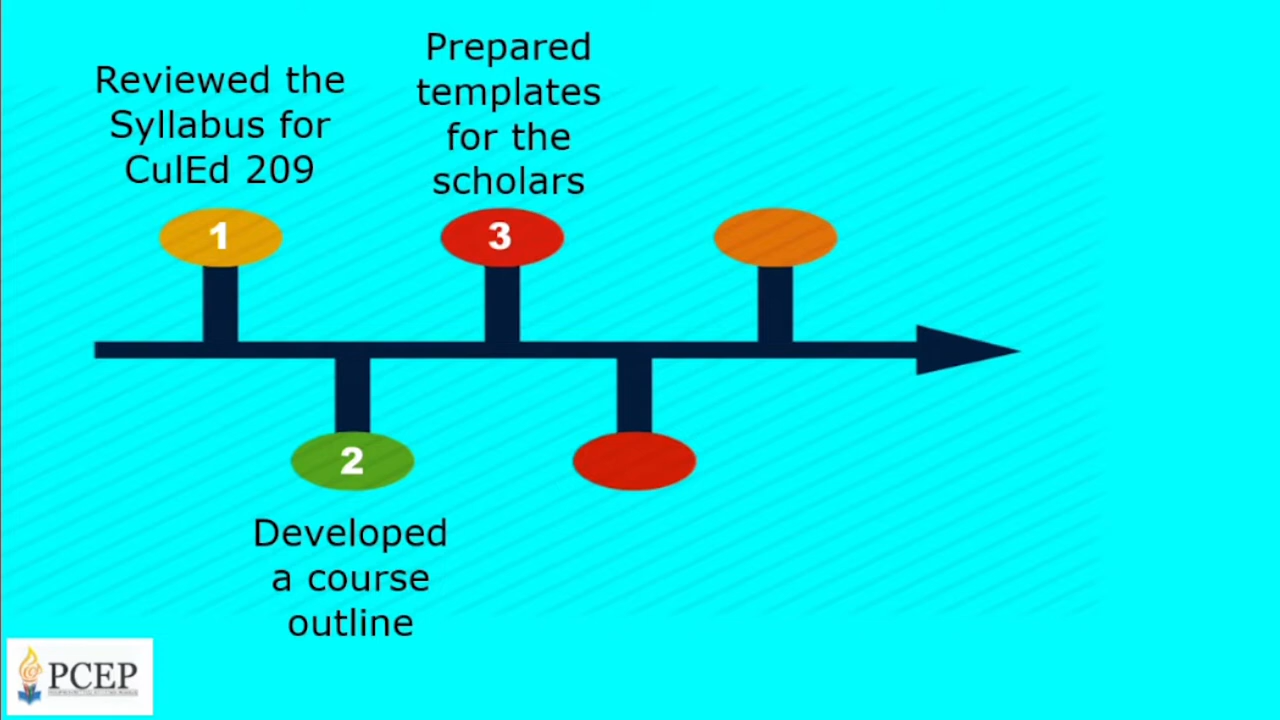 Reviewed the
Syllabus for
CulEd 209
1
Prepared
templates
for the
scholars
3
2
Developed
a course
outline
PCEP